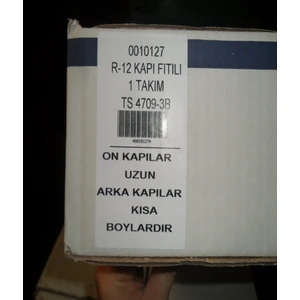 0010127
R-12 KAPI FITILI
1 TAKIM
TS 4709-3B
ON KAPILAR
UZUN
ARKA KAPILAR
KISA
BOYLARDIR